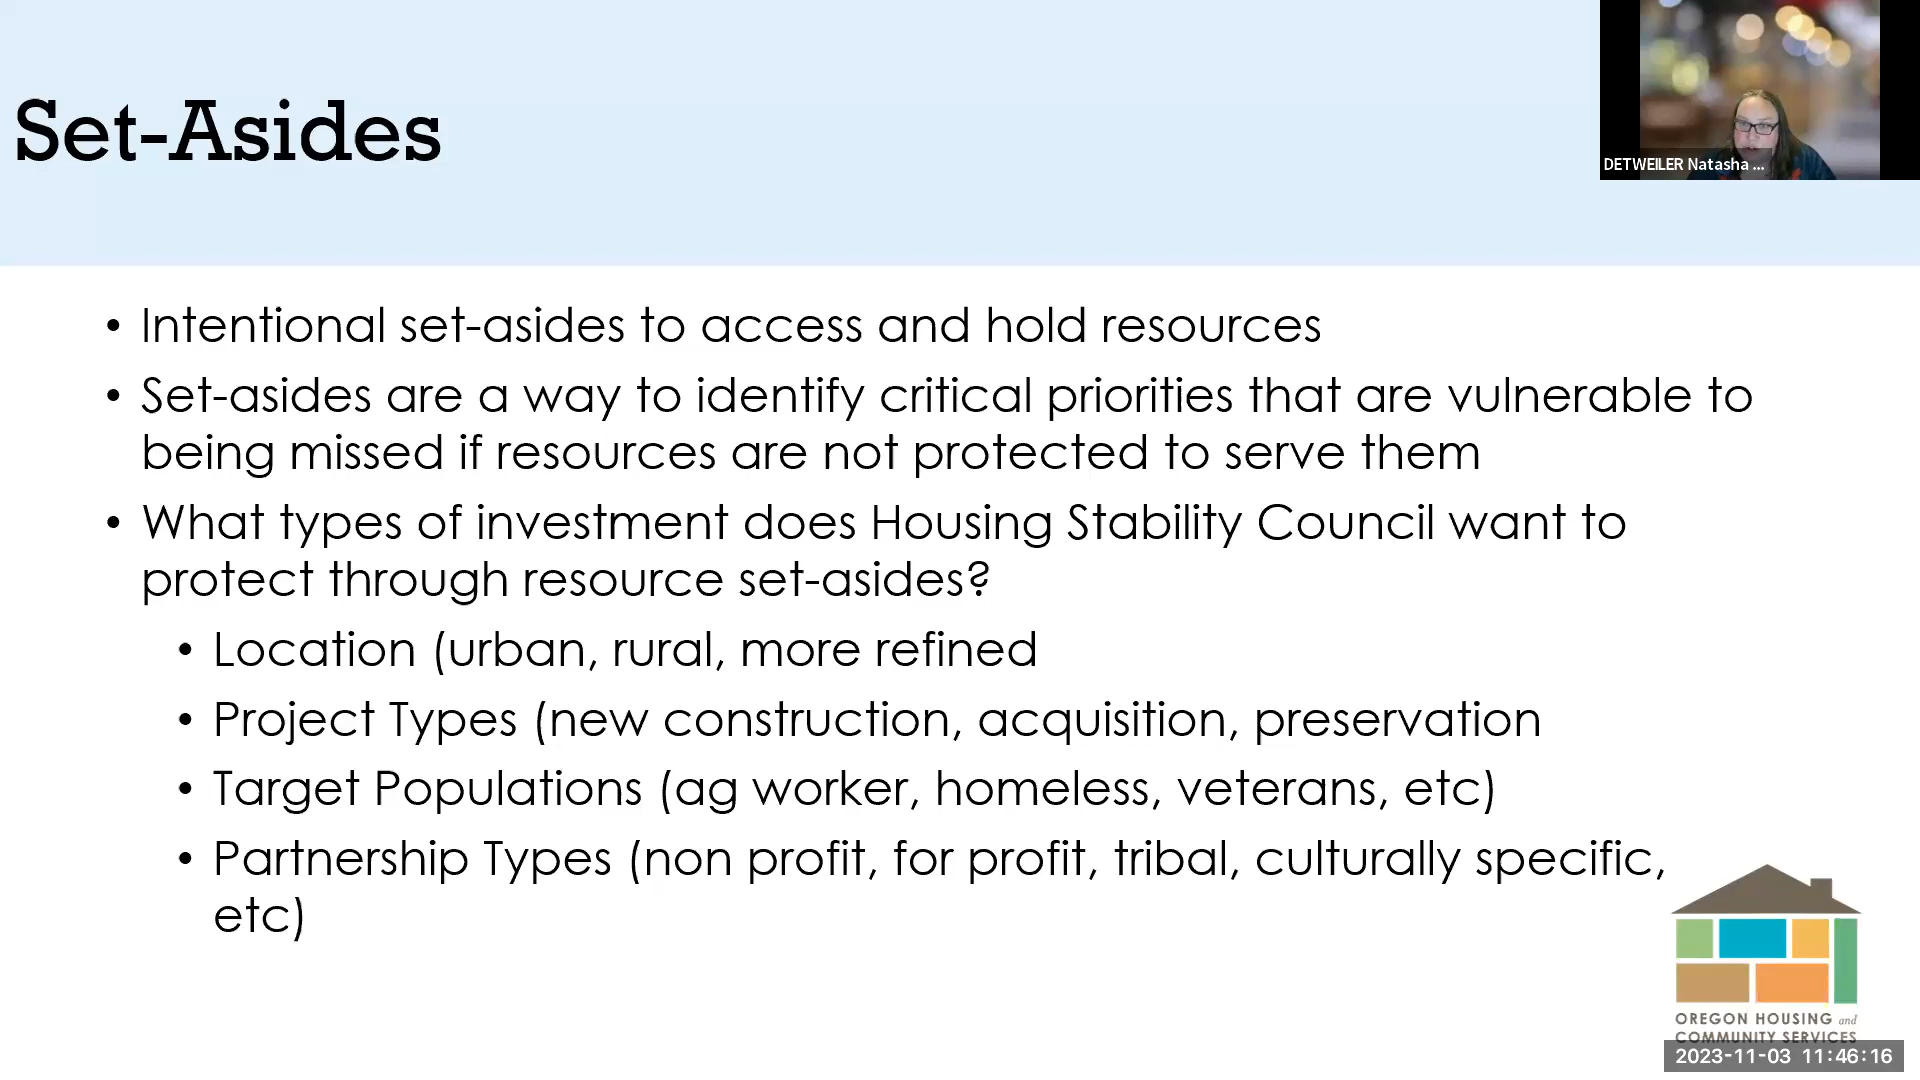 Set-Asides
DETWEILER Natasha ...
• Intentional set-asides to access and hold resources
• Set-asides are a way to identify critical priorities that are vulnerable to
being missed if resources are not protected to serve them
• What types of investment does Housing Stability Council want to
protect through resource set-asides?
• Location (urban, rural, more refined
• Project Types (new construction, acquisition, preservation
• Target Populations (ag worker, homeless, veterans, etc)
• Partnership Types (non profit, for profit, tribal, culturally specific,
etc)
OREGON HOUSING and
COMMUNITY SERVICES
2023-11-03 11:46:16